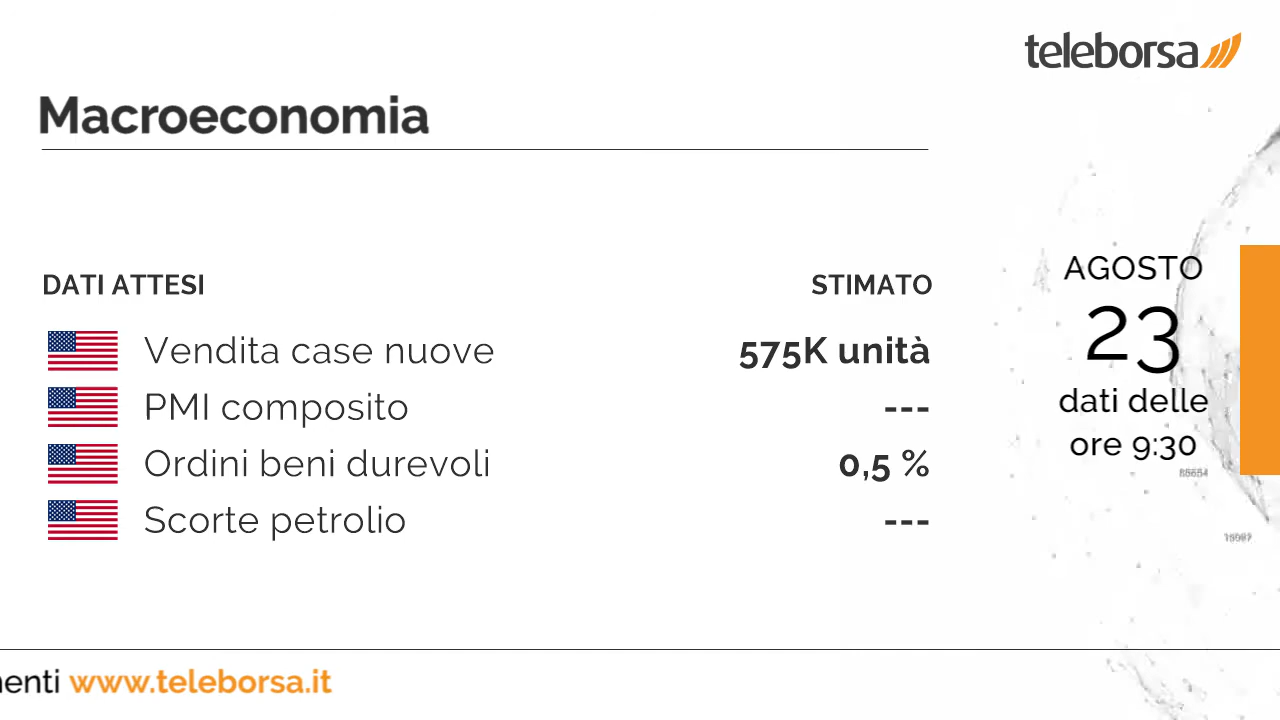 teleborsa
Macroeconomia
DATI ATTESI STIMATO
Vendita case nuove 575K unità
PMI composito ---
Ordini beni durevoli 0,5 %
Scorte petrolio ---
AGOSTO
23
dati delle
ore 9:30
enti www.teleborsa.it